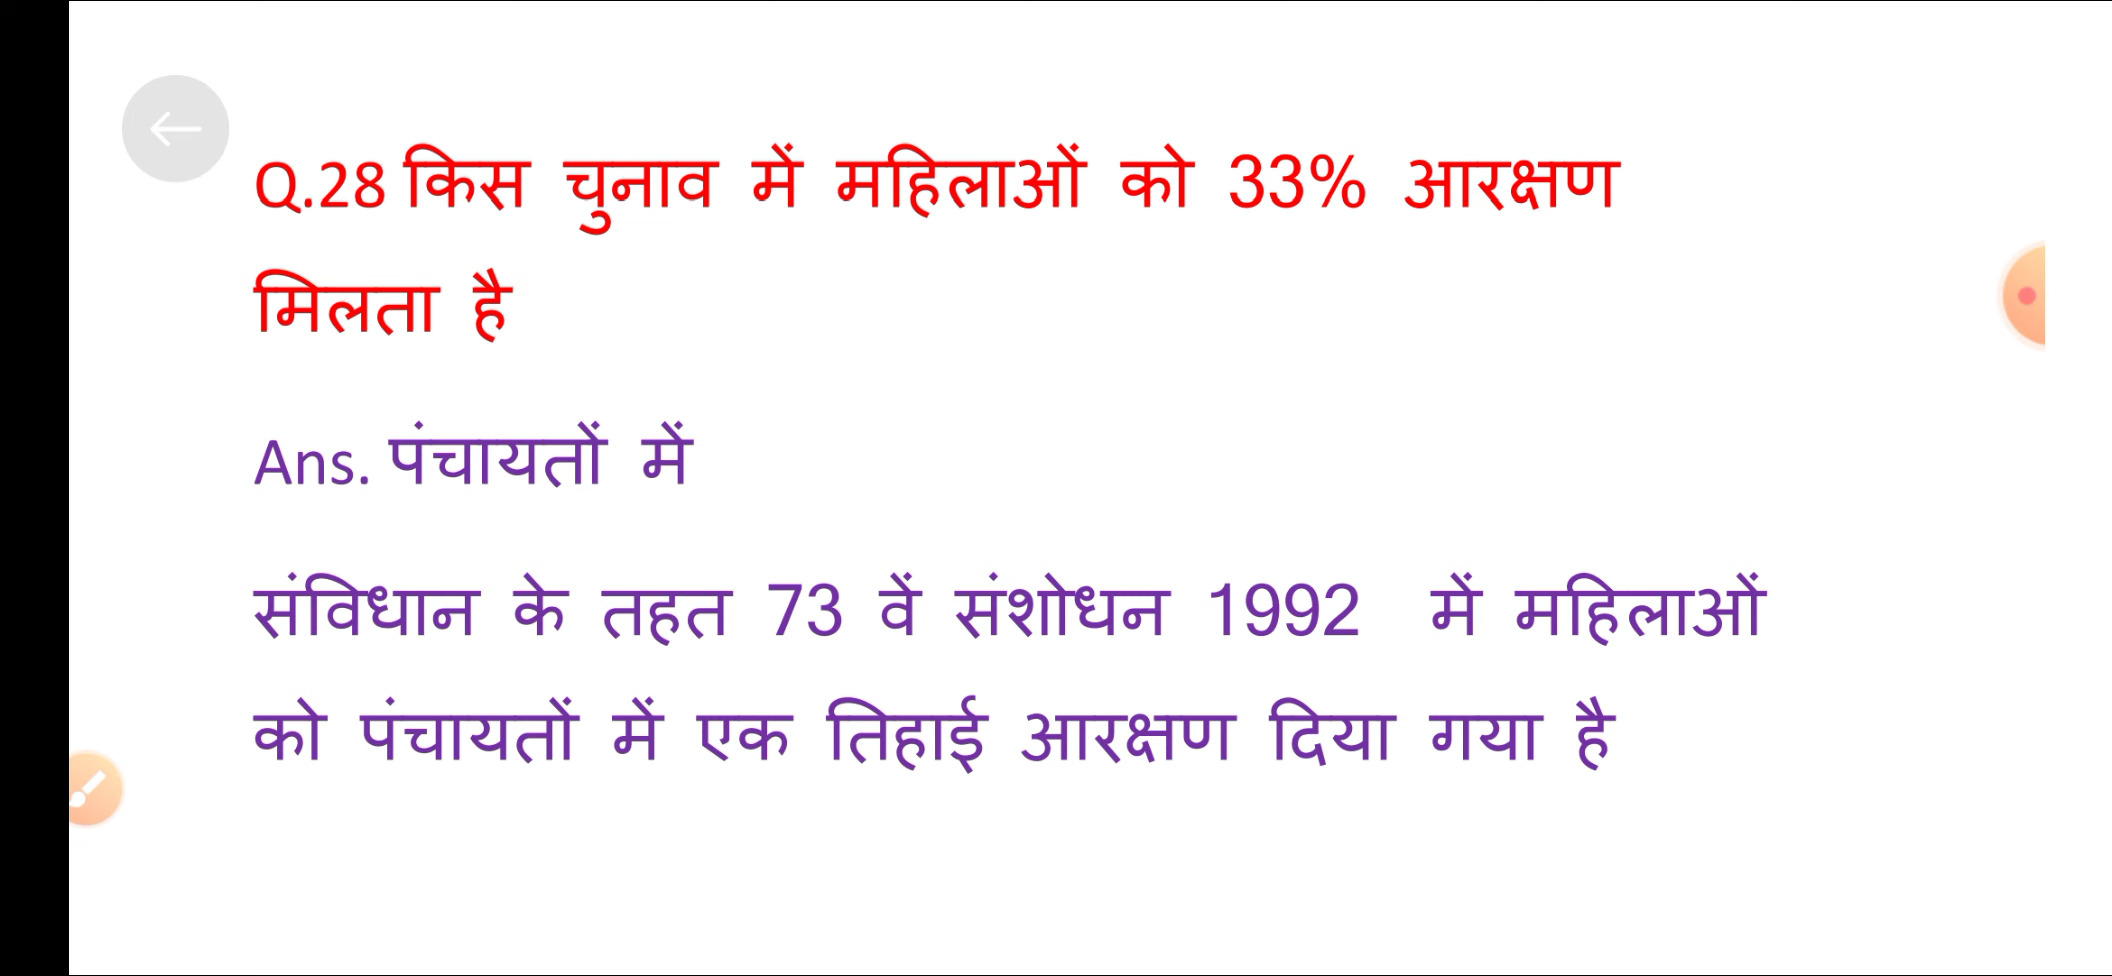 Q.28 किस चुनाव में महिलाओं को 33% आरक्षण
मिलता है
Ans. पंचायतों में
संविधान के तहत 73 वें संशोधन 1992 में महिलाओं
को पंचायतों में एक तिहाई आरक्षण दिया गया है